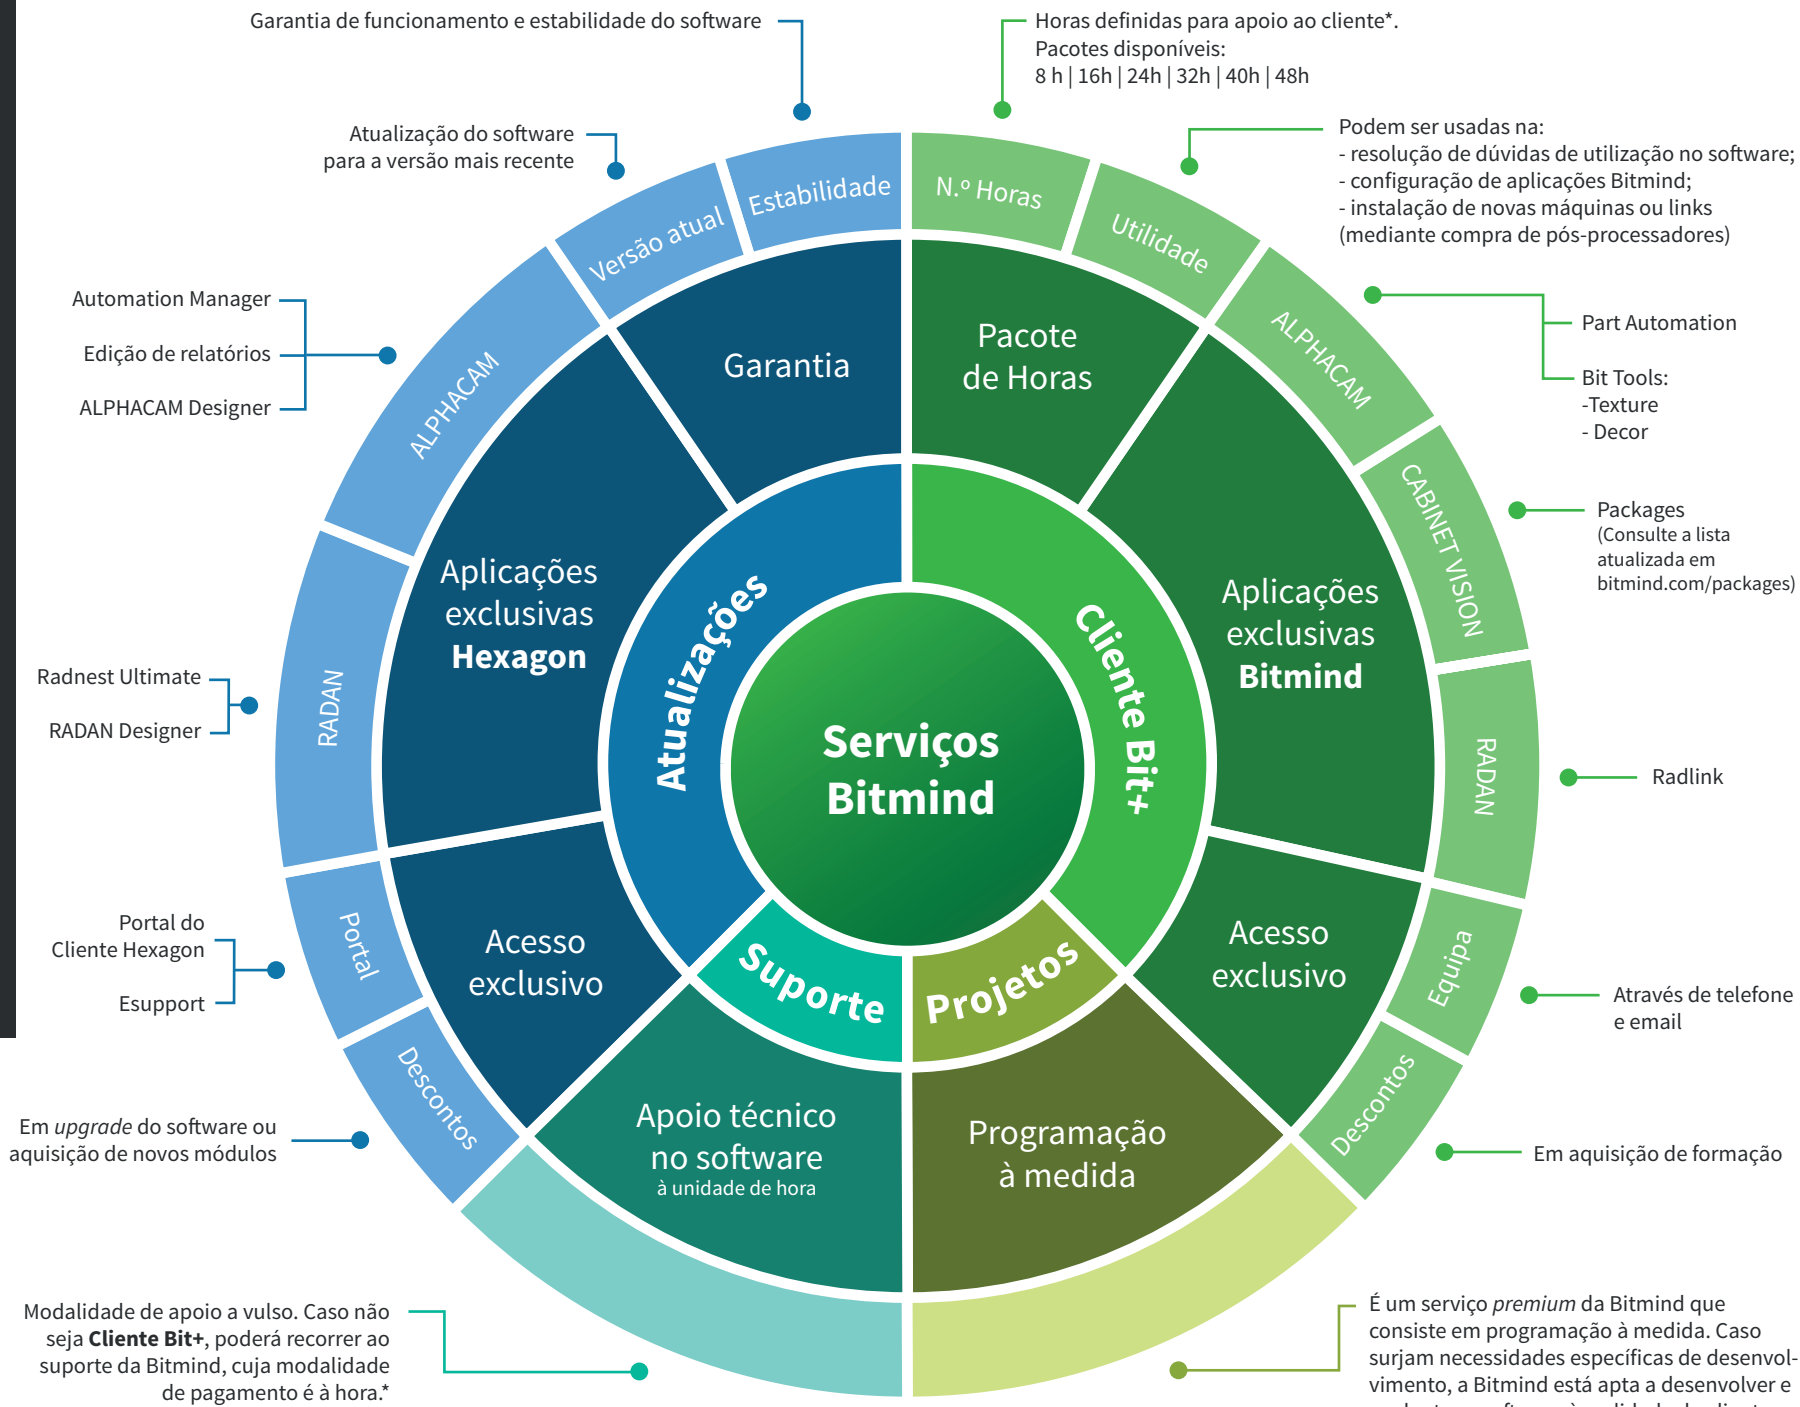 Garantia de funcionamento e estabilidade do software
Horas definidas para apoio ao cliente*.
Pacotes disponíveis:
8 h | 16h | 24h | 32h | 40h | 48h
Atualização do software
para a versão mais recente
Podem ser usadas na:
- resolução de dúvidas de utilização no software;
- configuração de aplicações Bitmind;
- instalação de novas máquinas ou links
(mediante compra de pós-processadores)
Versão atual
Estabilidade
N.º Horas
Utilidade
Automation Manager
Edição de relatórios
ALPHACAM Designer
ALPHACAM
Garantia
Pacote
de Horas
ALPHACAM
Part Automation
Bit Tools:
-Texture
- Decor
CABINET VISION
Packages
(Consulte a lista
atualizada em
bitmind.com/packages)
Aplicações
exclusivas
Hexagon
Atualizações
Cliente Bit+
Aplicações
exclusivas
Bitmind
Radnest Ultimate
RADAN Designer
RADAN
Serviços
Bitmind
RADAN
Radlink
Portal do
Cliente Hexagon
Esupport
Portal
Acesso
exclusivo
Suporte
Projetos
Acesso
exclusivo
Equipa
Através de telefone
e email
Em upgrade do software ou
aquisição de novos módulos
Descontos
Apoio técnico
no software
à unidade de hora
Programação
à medida
Descontos
Em aquisição de formação
Modalidade de apoio a vulso. Caso não
seja Cliente Bit+, poderá recorrer ao
suporte da Bitmind, cuja modalidade
de pagamento é à hora.*
É um serviço premium da Bitmind que
consiste em programação à medida. Caso
surjam necessidades específicas de desenvol-
vimento, a Bitmind está apta a desenvolver e